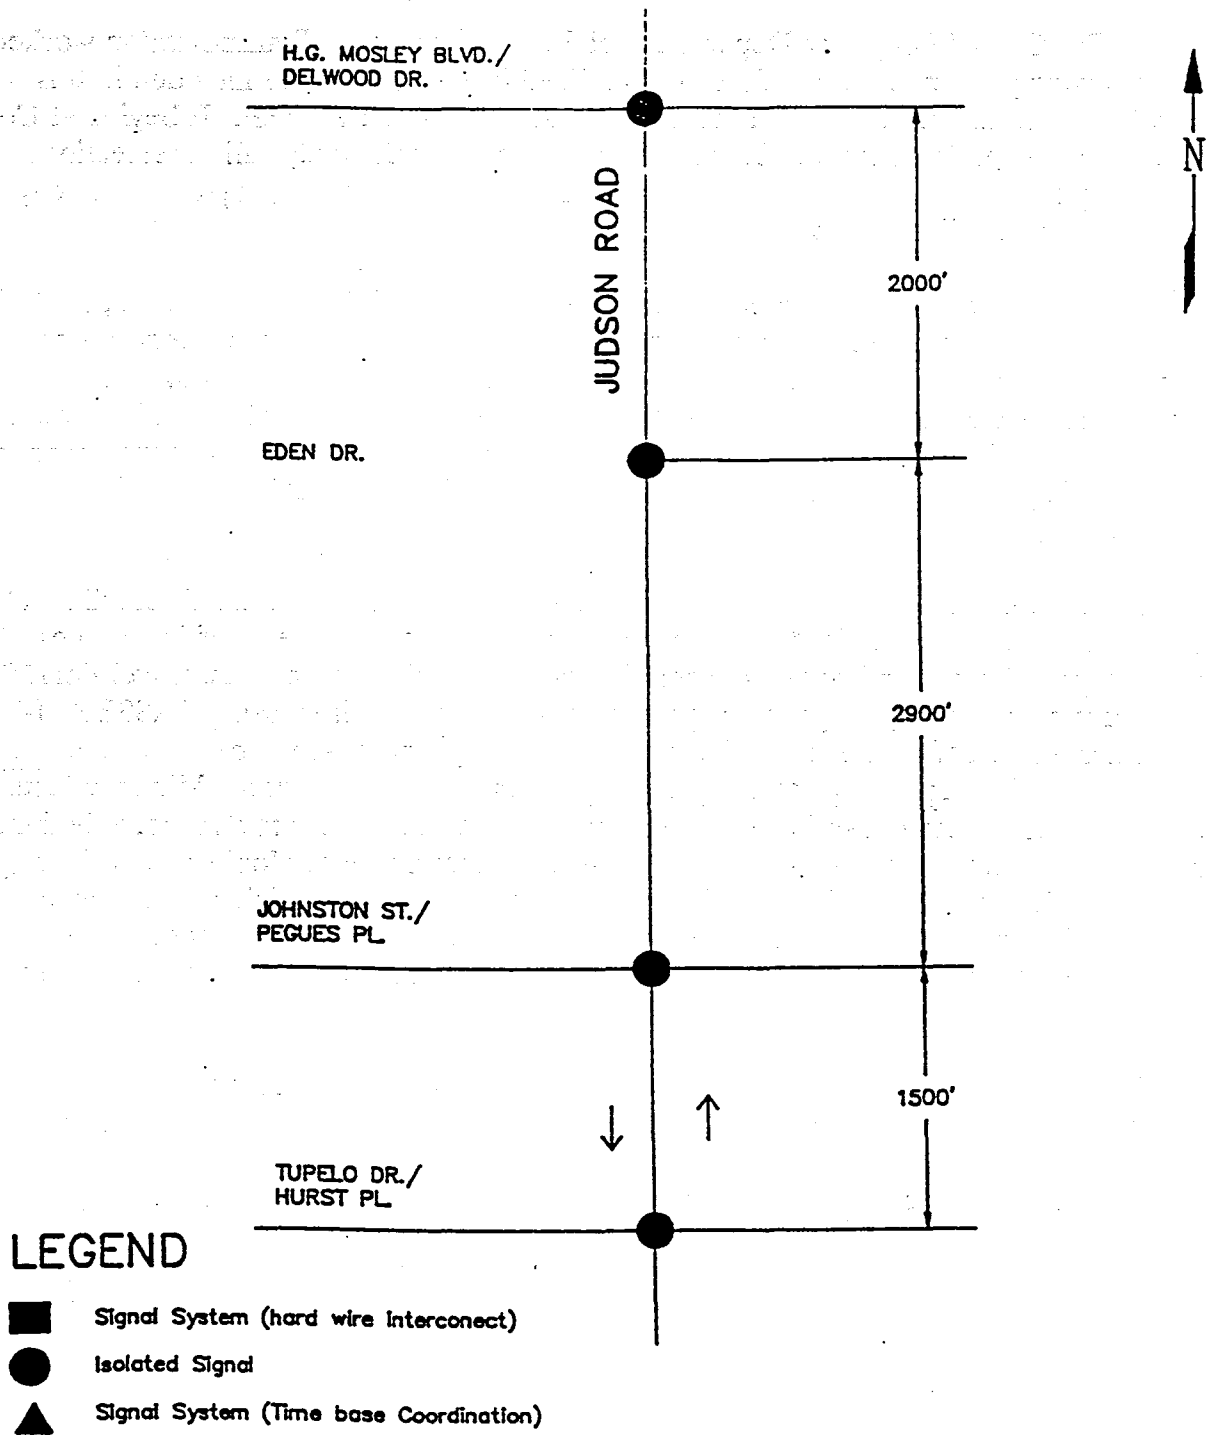 H.G. MOSLEY BLVD./
DELWOOD DR.
N
JUDSON ROAD
2000'
EDEN DR.
2900'
JOHNSTON ST./
PEGUES PL
1500'
TUPELO DR./
HURST PL
LEGEND
Signal System (hard wire interconect)
Isolated Signal
Signal System (Time base Coordination)